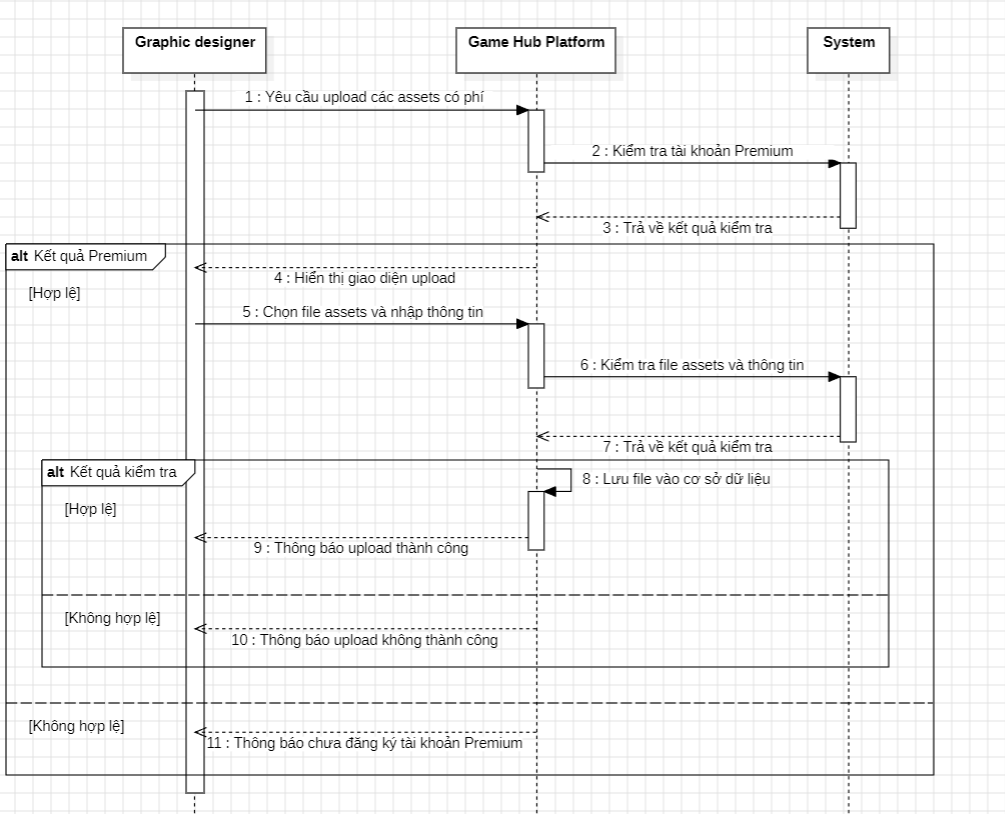 Graphic designer
Game Hub Platform
System
1 : Yêu cầu upload các assets có phí
2 : Kiểm tra tài khoản Premium
3 : Trả về kết quả kiểm tra
alt Kết quả Premium
4 : Hiển thị giao diện upload
[Hợp lệ]
5 : Chọn file assets và nhập thông tin
6 : Kiểm tra file assets và thông tin
7 : Trả về kết quả kiểm tra
alt Kết quả kiểm tra
8 : Lưu file vào cơ sở dữ liệu
[Hợp lệ]
9 : Thông báo upload thành công
[Không hợp lệ]
10 : Thông báo upload không thành công
[Không hợp lệ]
11 : Thông báo chưa đăng ký tài khoản Premium